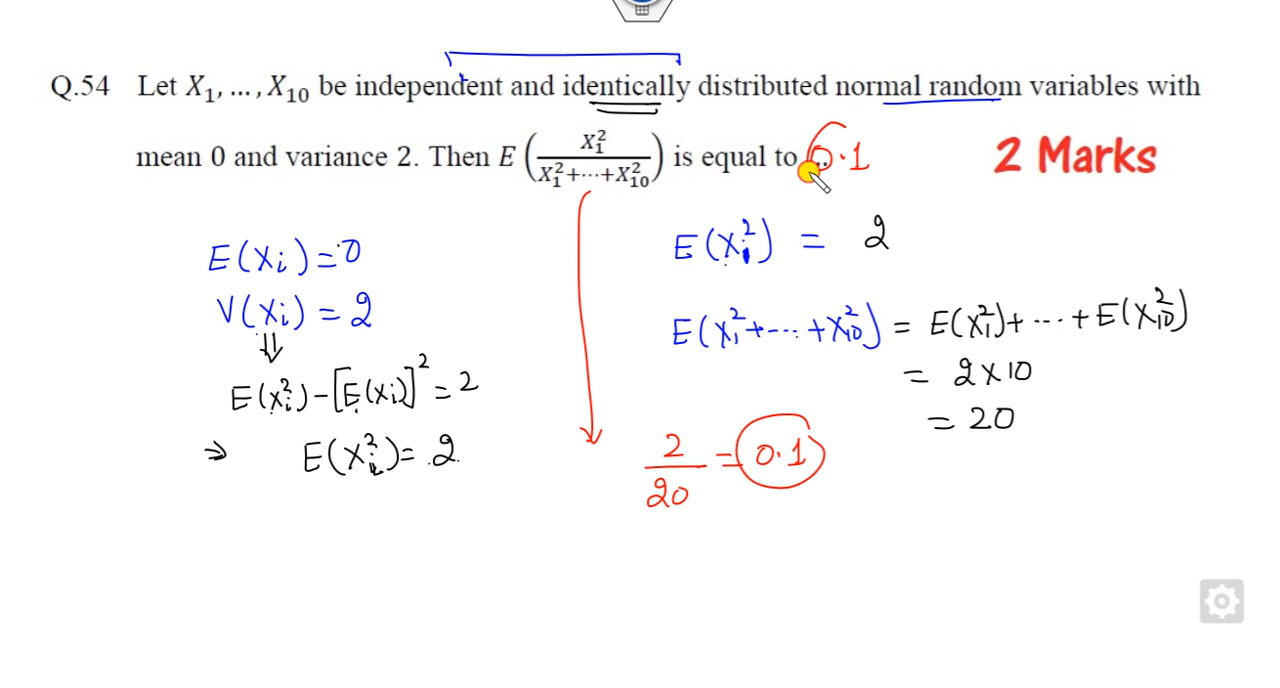 Q.54 Let X₁, ..., X₁₀ be independent and identically distributed normal random variables with
mean 0 and variance 2. Then E (X₁² / (X₁²+···+X₁₀²)) is equal to 0.1
2 Marks
E(Xi) = 0
V(Xi) = 2
⇓
E(Xi²) - [E(Xi)]² = 2
⇒ E(Xi²) = 2
E(X₁²) = 2
E(X₁² + --- + X₁₀²) = E(X₁²) + --- + E(X₁₀²)
= 2 × 10
= 20
2/20 = 0.1